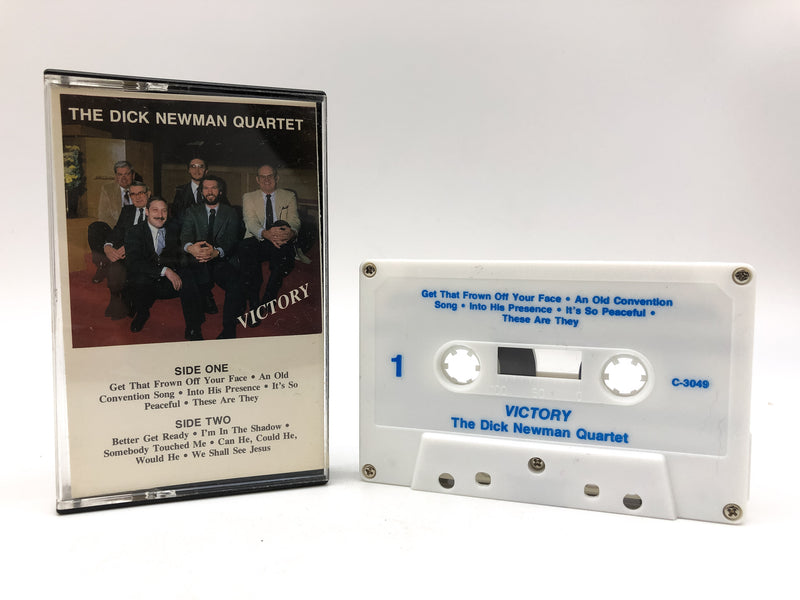 THE DICK NEWMAN QUARTET
VICTORY
SIDE ONE
Get That Frown Off Your Face • An Old
Convention Song • Into His Presence • It's So
Peaceful • These Are They
SIDE TWO
Better Get Ready • I'm In The Shadow •
Somebody Touched Me • Can He, Could He,
Would He • We Shall See Jesus
Get That Frown Off Your Face • An Old Convention
Song • Into His Presence • It's So Peaceful •
These Are They
1
100 50 0
C-3049
VICTORY
The Dick Newman Quartet